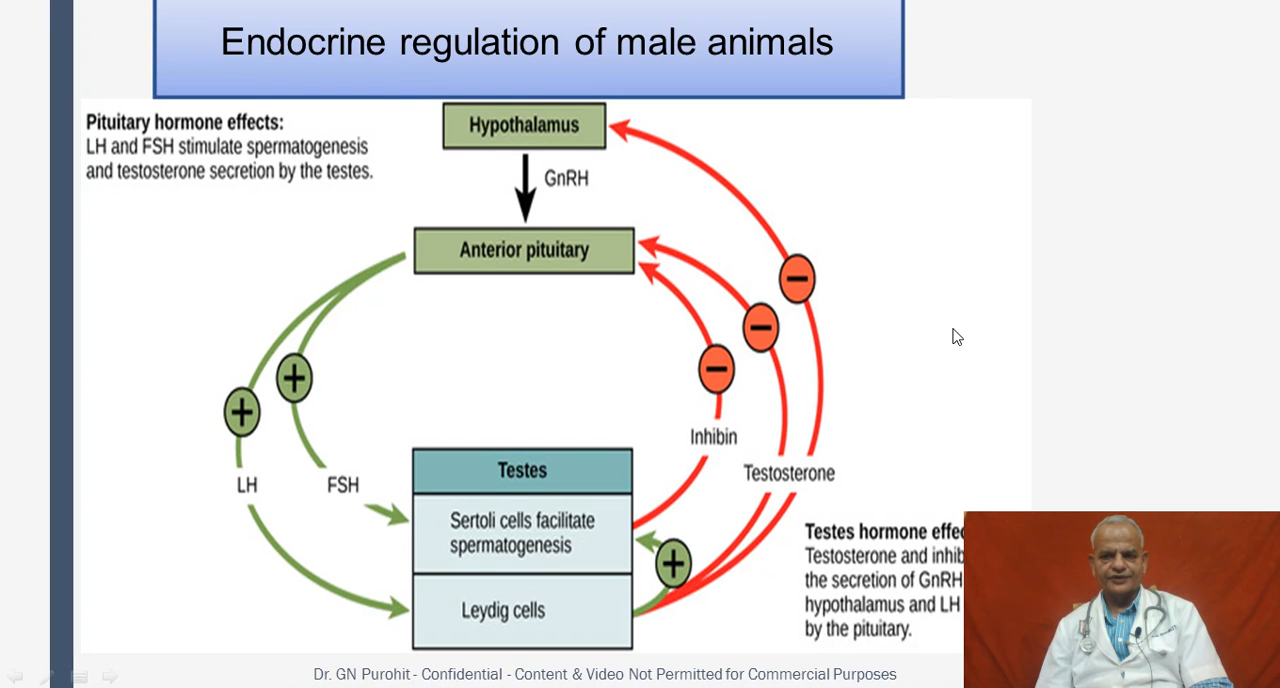 Endocrine regulation of male animals
Pituitary hormone effects:
LH and FSH stimulate spermatogenesis
and testosterone secretion by the testes.
Hypothalamus
GnRH
Anterior pituitary
+
+
LH
FSH
−
−
−
Inhibin
Testosterone
Testes
Sertoli cells facilitate
spermatogenesis
+
Leydig cells
Testes hormone
Testosterone and
the secretion of GnRH
hypothalamus and LH
by the pituitary.
Dr. GN Purohit - Confidential - Content & Video Not Permitted for Commercial Purposes